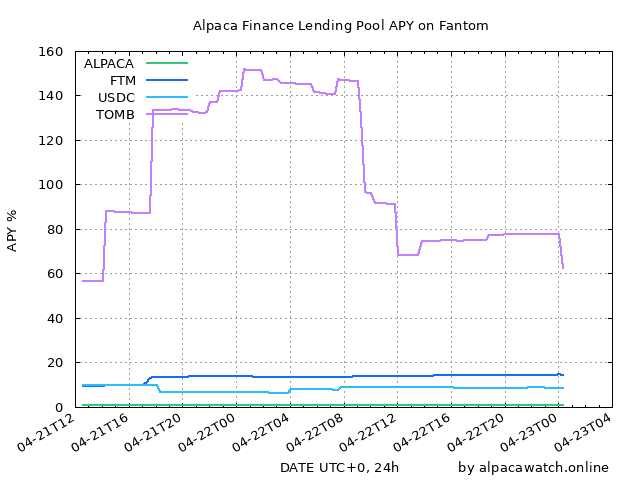 Alpaca Finance Lending Pool APY on Fantom
160
140
120
100
80
60
40
20
0
APY %
ALPACA
FTM
USDC
TOMB
04-21T12
04-21T16
04-21T20
04-22T00
04-22T04
04-22T08
04-22T12
04-22T16
04-22T20
04-23T00
04-23T04
DATE UTC+0, 24h
by alpacawatch.online